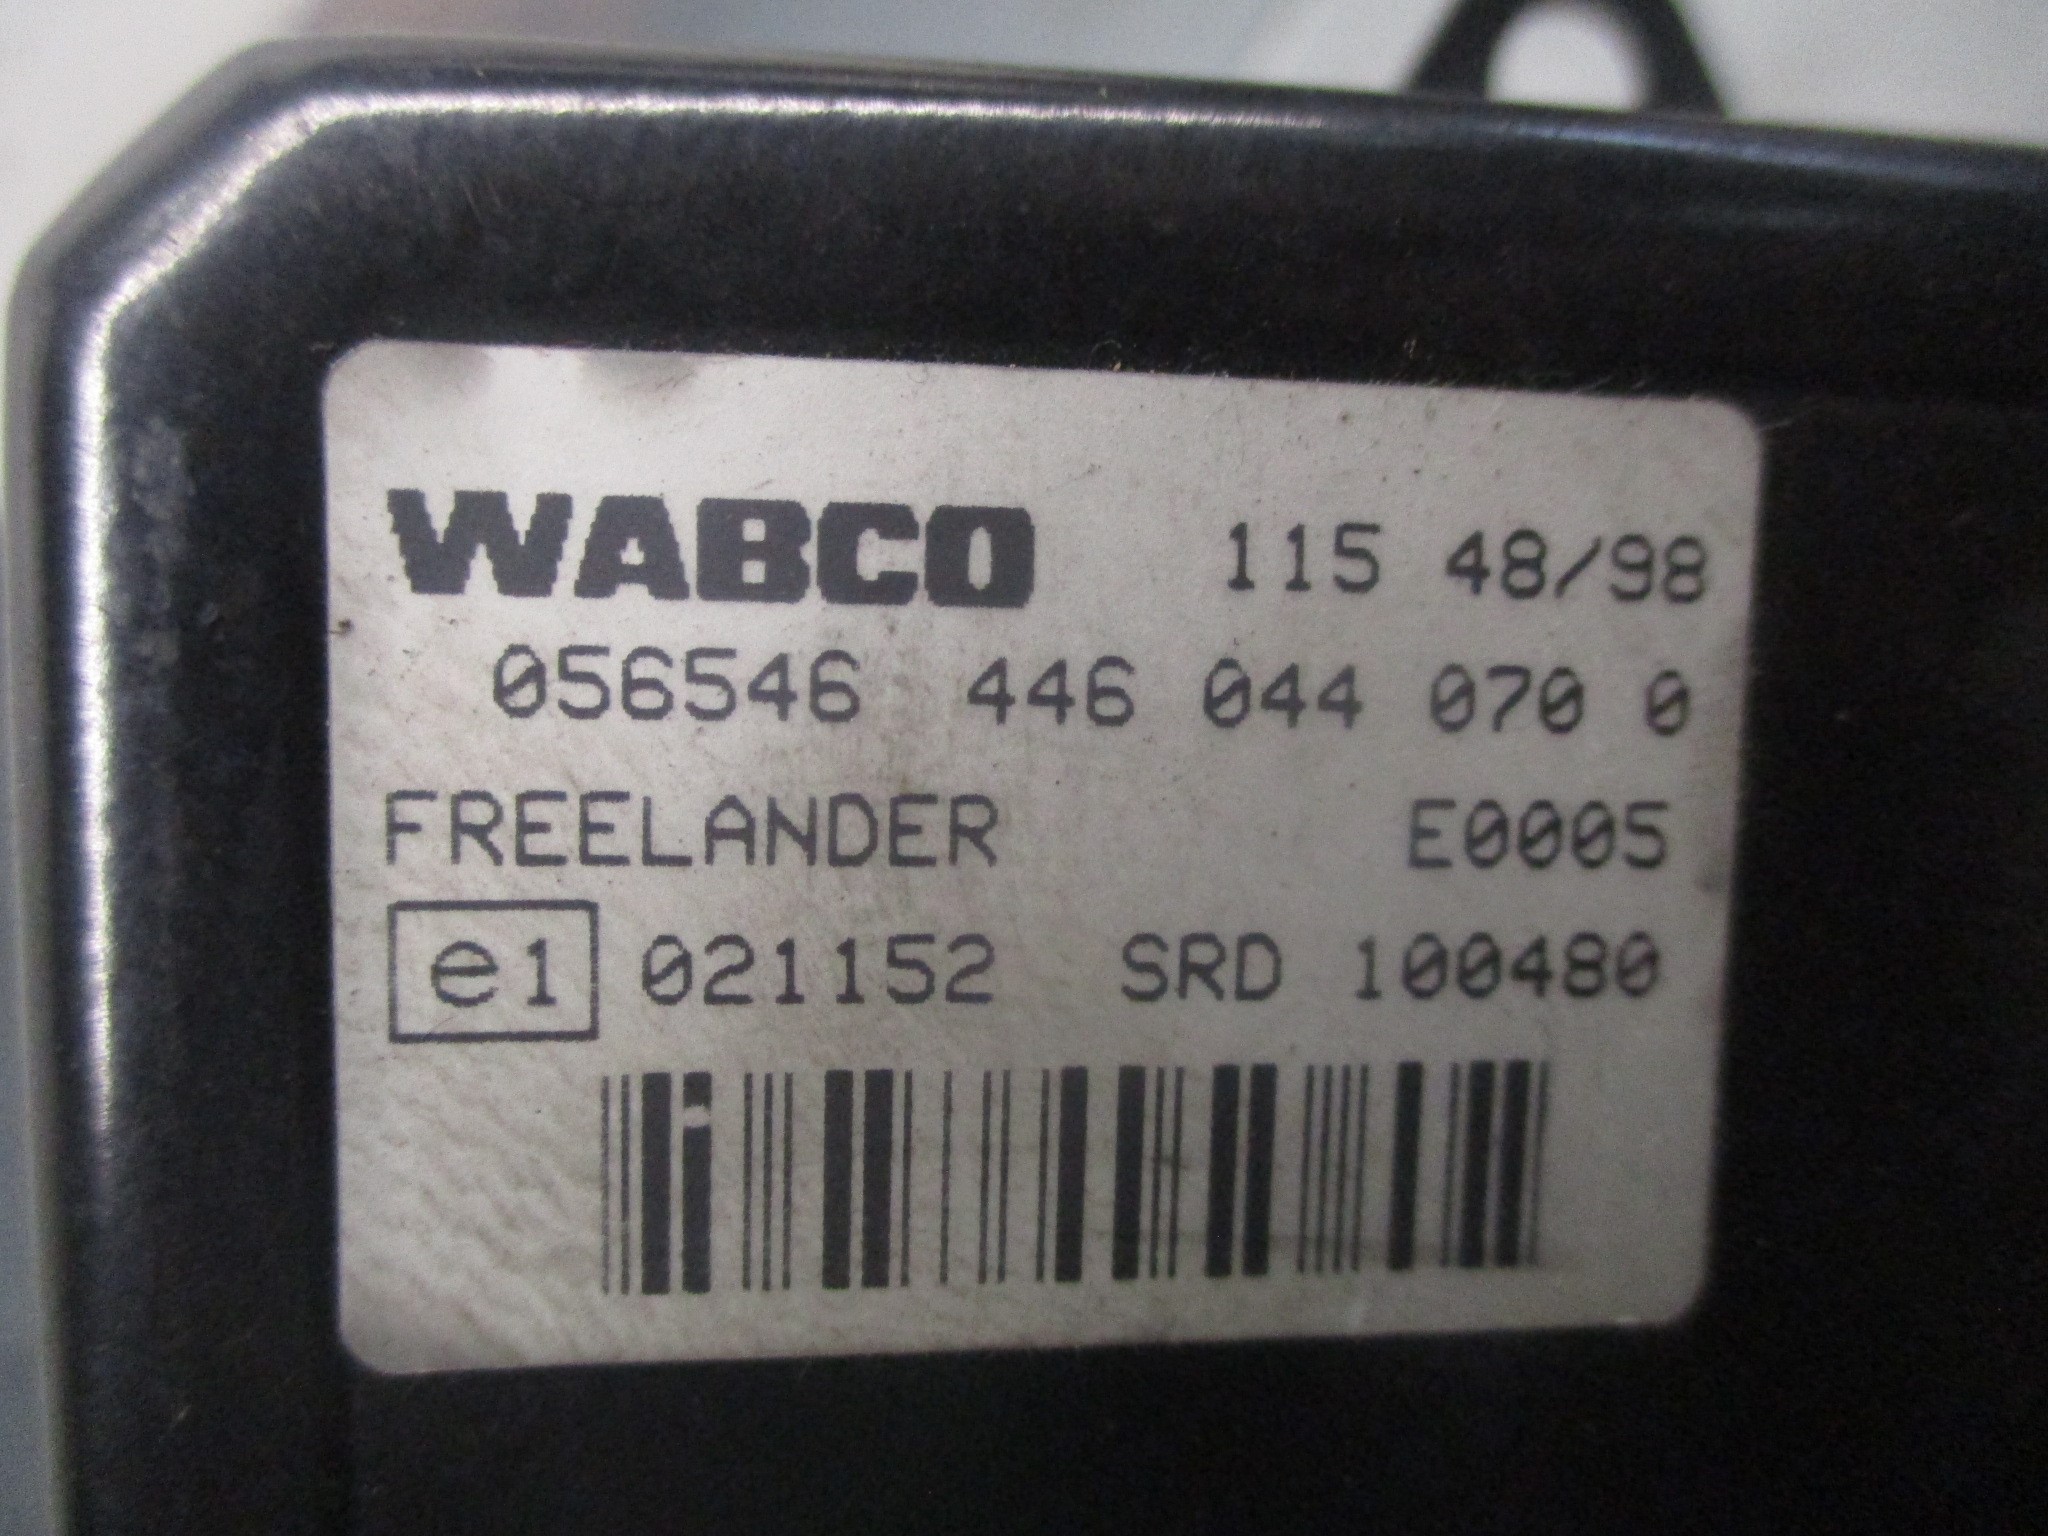 WABCO 115 48/98
056546 446 044 070 0
FREELANDER E0005
e1 021152 SRD 100480